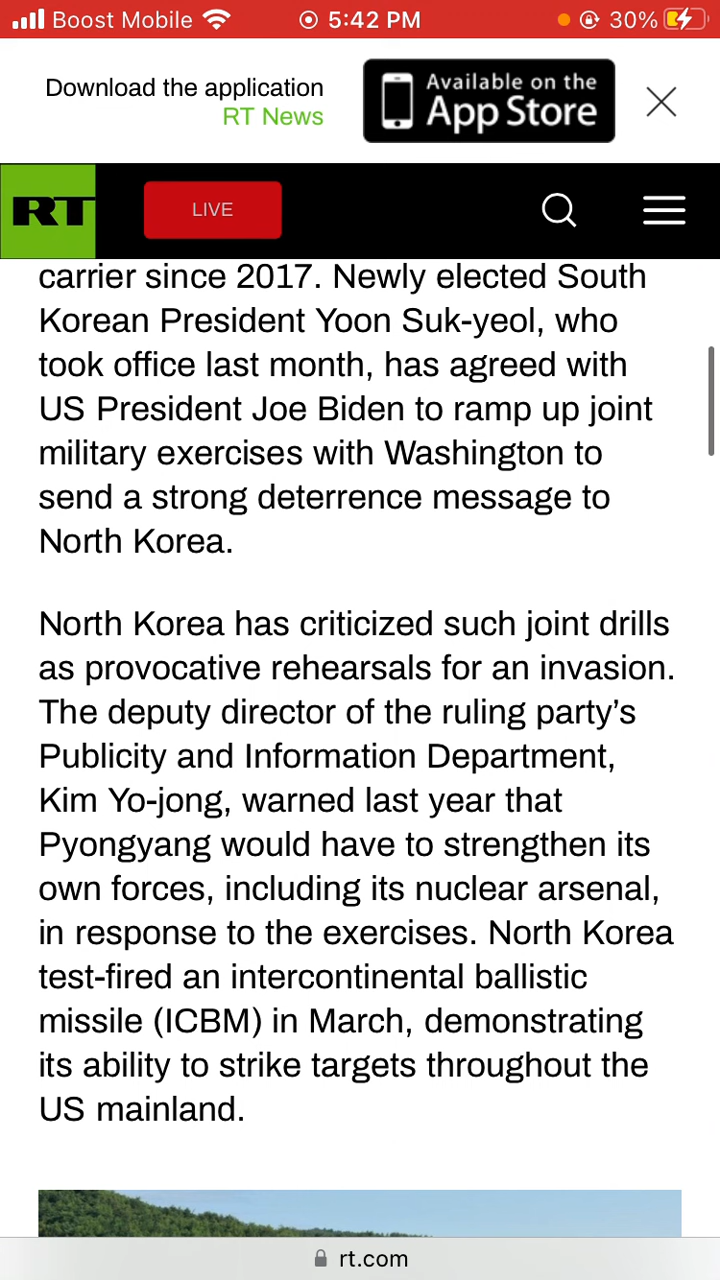 Boost Mobile 5:42 PM 30%
Download the application
RT News
Available on the
App Store
RT
LIVE
carrier since 2017. Newly elected South
Korean President Yoon Suk-yeol, who
took office last month, has agreed with
US President Joe Biden to ramp up joint
military exercises with Washington to
send a strong deterrence message to
North Korea.
North Korea has criticized such joint drills
as provocative rehearsals for an invasion.
The deputy director of the ruling party’s
Publicity and Information Department,
Kim Yo-jong, warned last year that
Pyongyang would have to strengthen its
own forces, including its nuclear arsenal,
in response to the exercises. North Korea
test-fired an intercontinental ballistic
missile (ICBM) in March, demonstrating
its ability to strike targets throughout the
US mainland.
rt.com